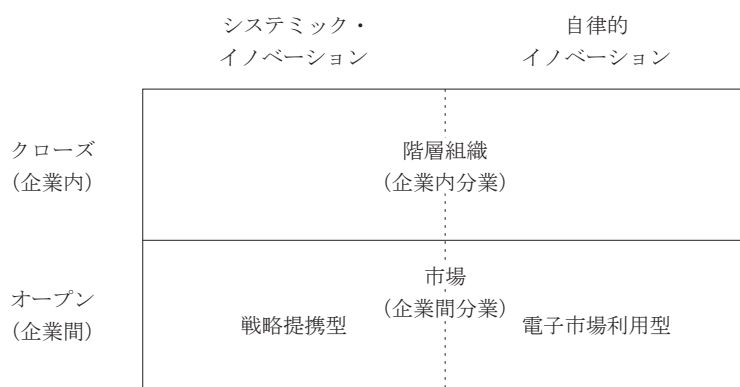 システミック・
イノベーション
自律的
イノベーション
クローズ
（企業内）
階層組織
（企業内分業）
オープン
（企業間）
市場
（企業間分業）
戦略提携型
電子市場利用型